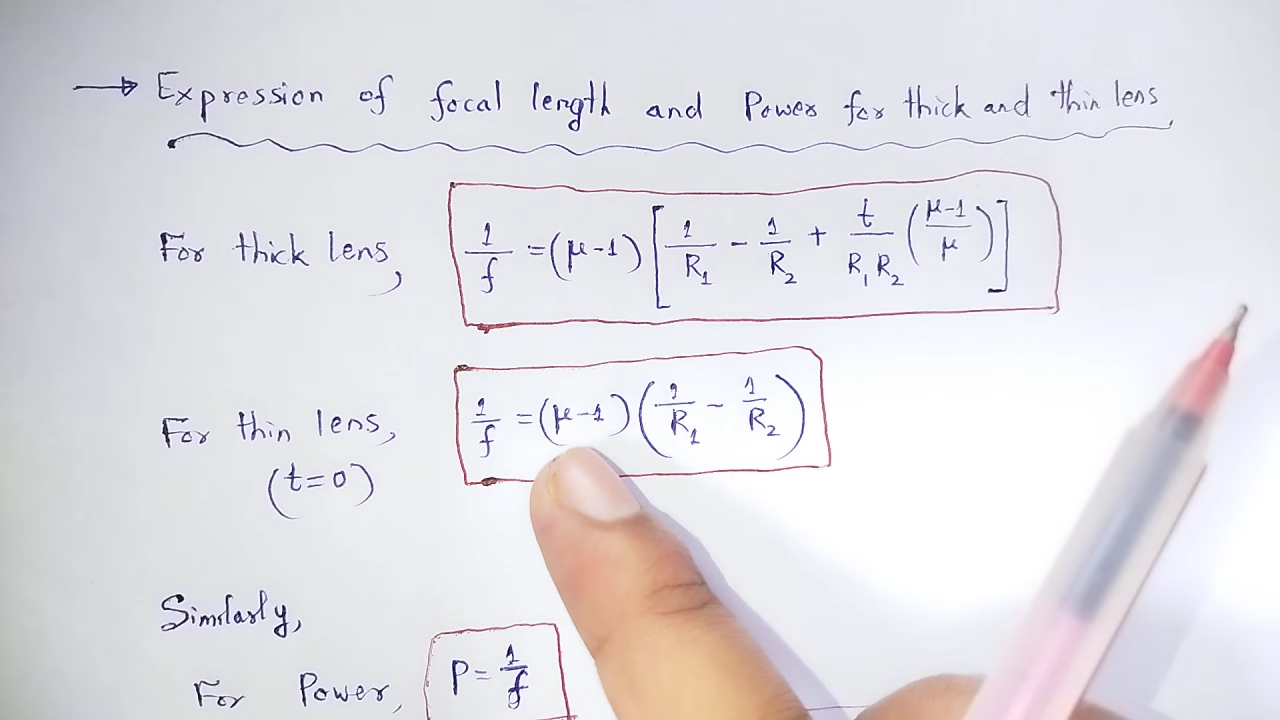 → Expression of focal length and Power for thick and thin lens
For thick lens, 1/f = (μ-1) [1/R₁ - 1/R₂ + t/R₁R₂ (μ-1/μ)]
For thin lens, 1/f = (μ-1) (1/R₁ - 1/R₂)
(t=0)
Similarly,
For Power, P = 1/f